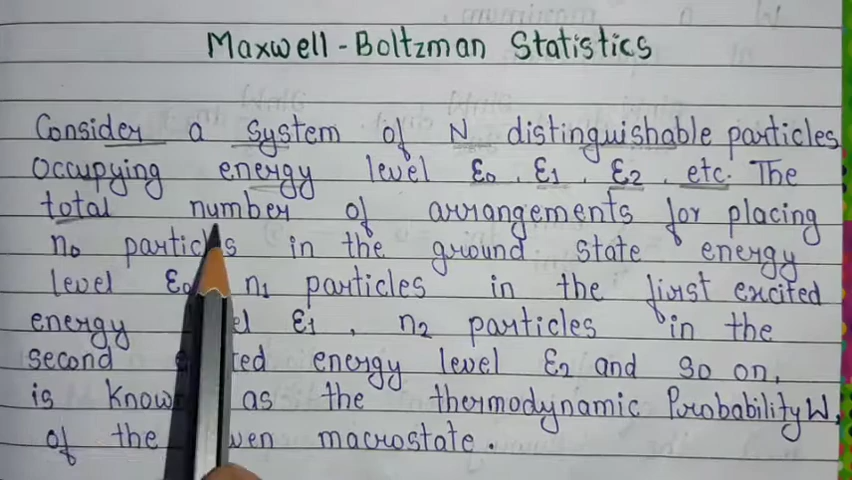 Maxwell-Boltzman Statistics
Consider a system of N distinguishable particles
occupying energy level ε0, ε1, ε2, etc. The
total number of arrangements for placing
n0 particles in the ground state energy
level ε0 n1 particles in the first excited
energy ε1, n2 particles in the
second energy level ε2 and so on,
is as the thermodynamic Probability W,
of the macrostate.